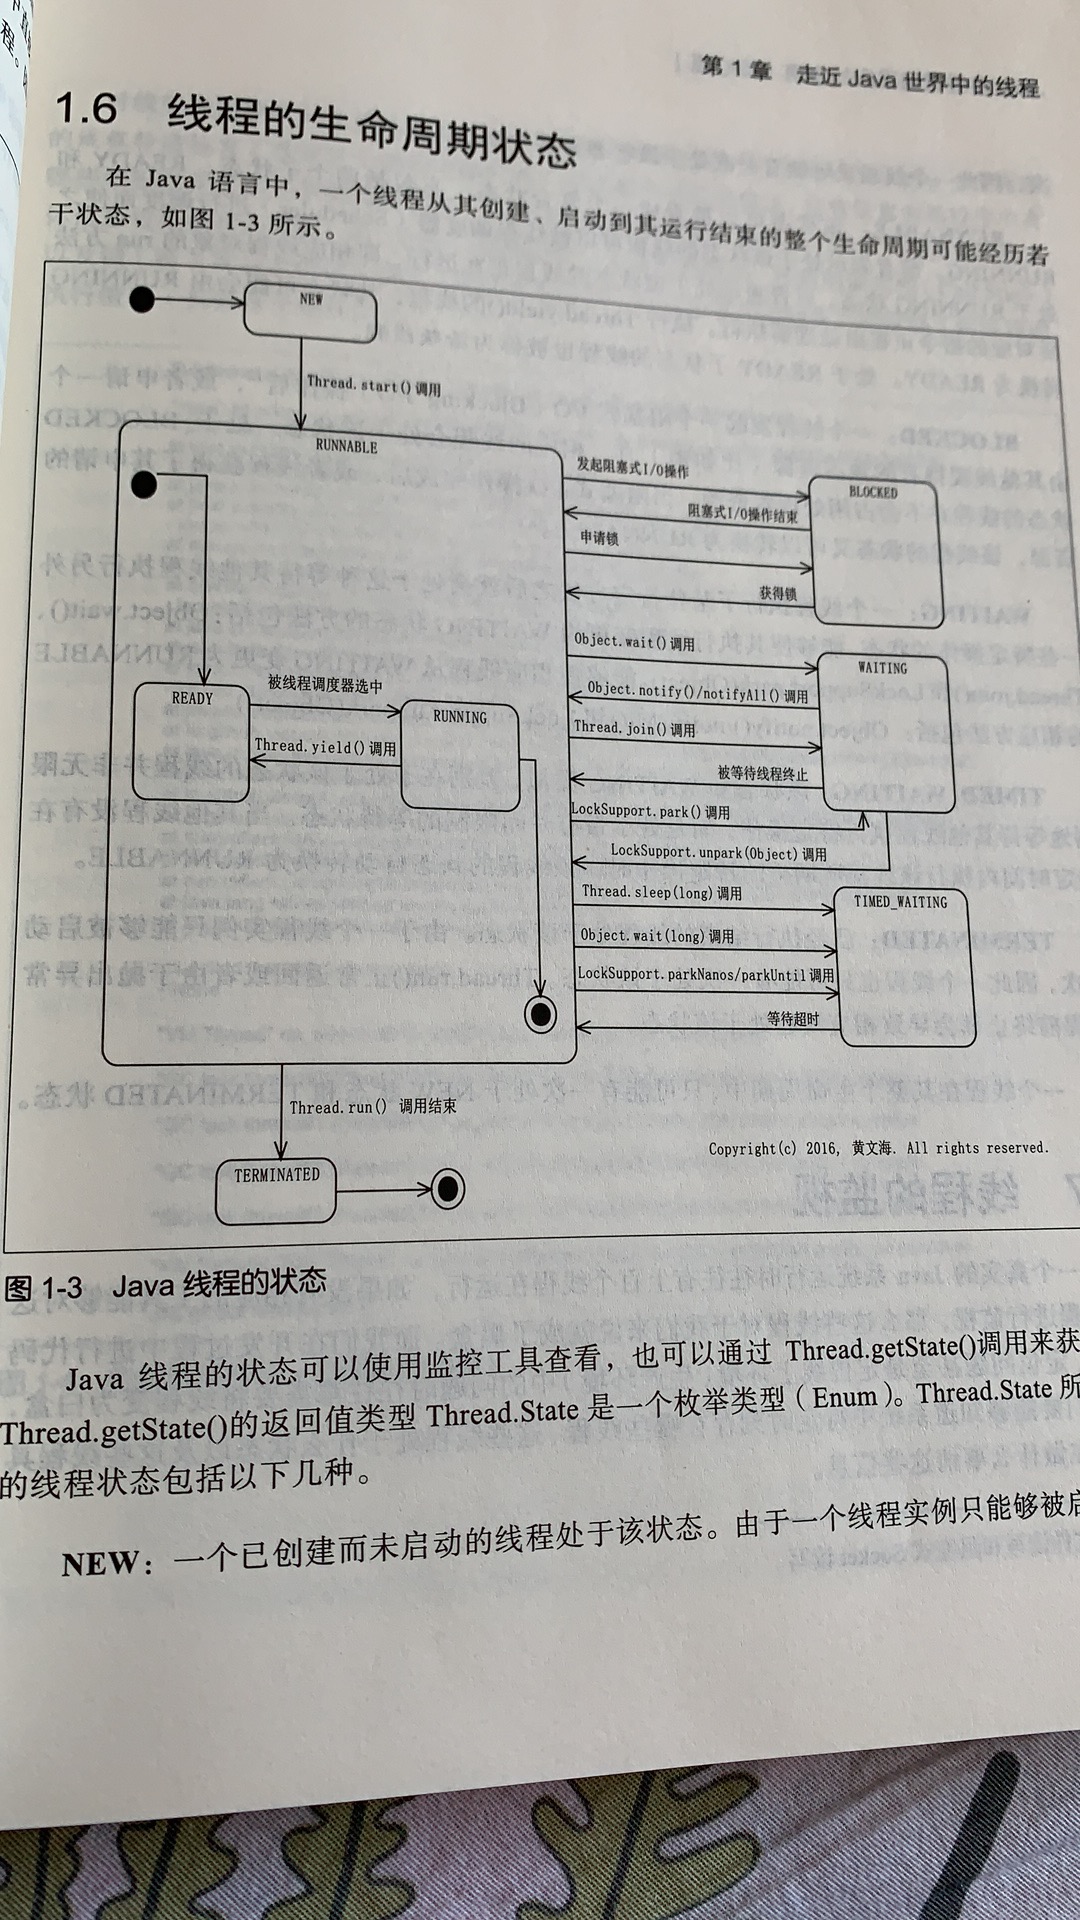 第 1 章 走近 Java 世界中的线程
1.6 线程的生命周期状态
在 Java 语言中，一个线程从其创建、启动到其运行结束的整个生命周期可能经历若
干状态，如图 1-3 所示。
NEW
Thread.start()调用
RUNNABLE
发起阻塞式I/O操作
BLOCKED
阻塞式I/O操作结束
申请锁
获得锁
Object.wait()调用
WAITING
被线程调度器选中
READY
RUNNING
Object.notify()/notifyAll()调用
Thread.join()调用
Thread.yield()调用
被等待线程终止
LockSupport.park()调用
LockSupport.unpark(Object)调用
Thread.sleep(long)调用
TIMED_WAITING
Object.wait(long)调用
LockSupport.parkNanos/parkUntil调用
等待超时
Thread.run() 调用结束
Copyright(c) 2016, 黄文海. All rights reserved.
TERMINATED
图 1-3 Java 线程的状态
Java 线程的状态可以使用监控工具查看，也可以通过 Thread.getState()调用来获
Thread.getState()的返回值类型 Thread.State 是一个枚举类型（Enum）。Thread.State 所
的线程状态包括以下几种。
NEW：一个已创建而未启动的线程处于该状态。由于一个线程实例只能够被启